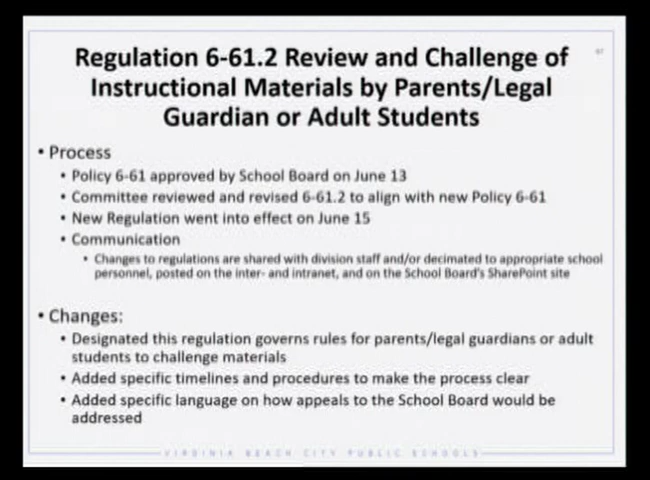 Regulation 6-61.2 Review and Challenge of
Instructional Materials by Parents/Legal
Guardian or Adult Students
• Process
• Policy 6-61 approved by School Board on June 13
• Committee reviewed and revised 6-61.2 to align with new Policy 6-61
• New Regulation went into effect on June 15
• Communication
• Changes to regulations are shared with division staff and/or decimated to appropriate school
personnel, posted on the inter- and intranet, and on the School Board's SharePoint site
• Changes:
• Designated this regulation governs rules for parents/legal guardians or adult
students to challenge materials
• Added specific timelines and procedures to make the process clear
• Added specific language on how appeals to the School Board would be
addressed
VIRGINIA BEACH CITY PUBLIC SCHOOLS